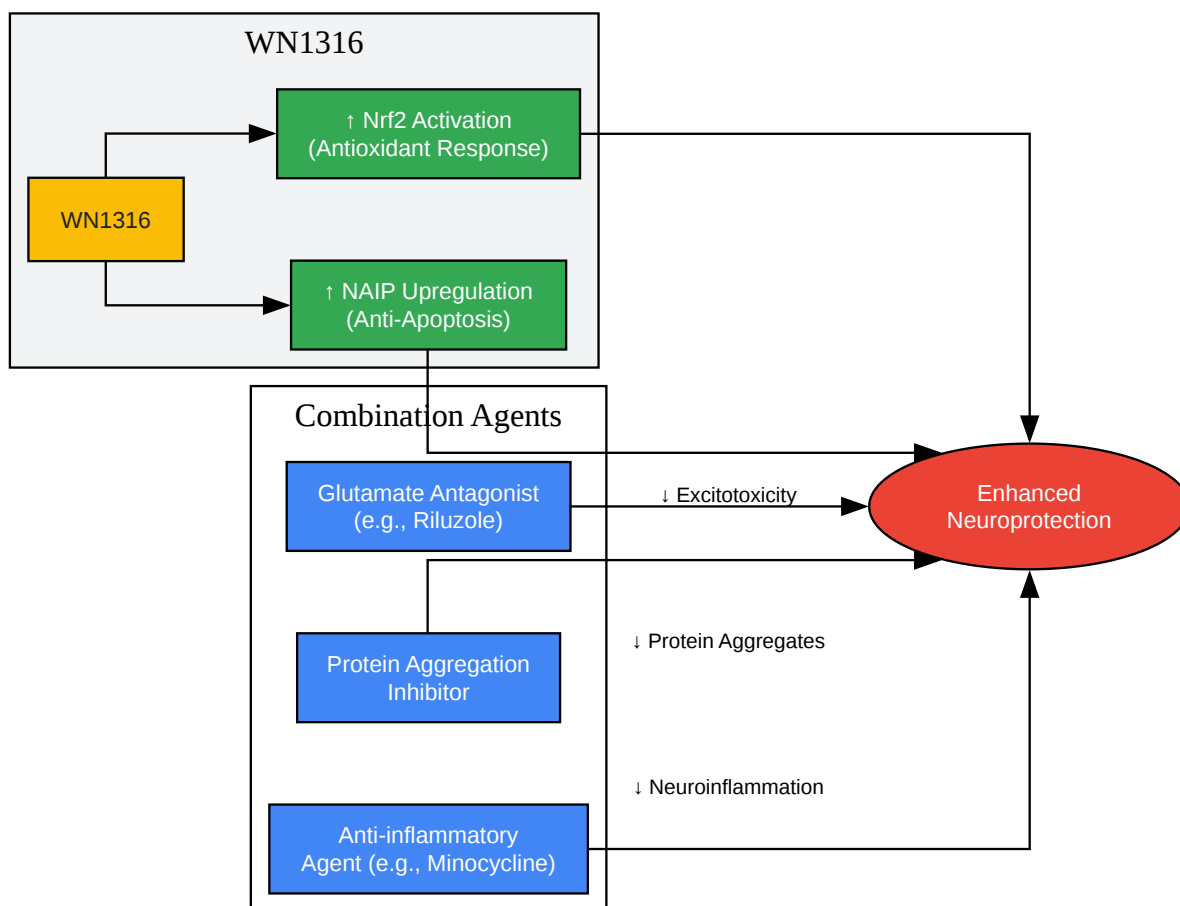 WN1316
↑ Nrf2 Activation
(Antioxidant Response)
WN1316
↑ NAIP Upregulation
(Anti-Apoptosis)
Combination Agents
Glutamate Antagonist
(e.g., Riluzole)
↓ Excitotoxicity
Enhanced
Neuroprotection
Protein Aggregation
Inhibitor
↓ Protein Aggregates
↓ Neuroinflammation
Anti-inflammatory
Agent (e.g., Minocycline)